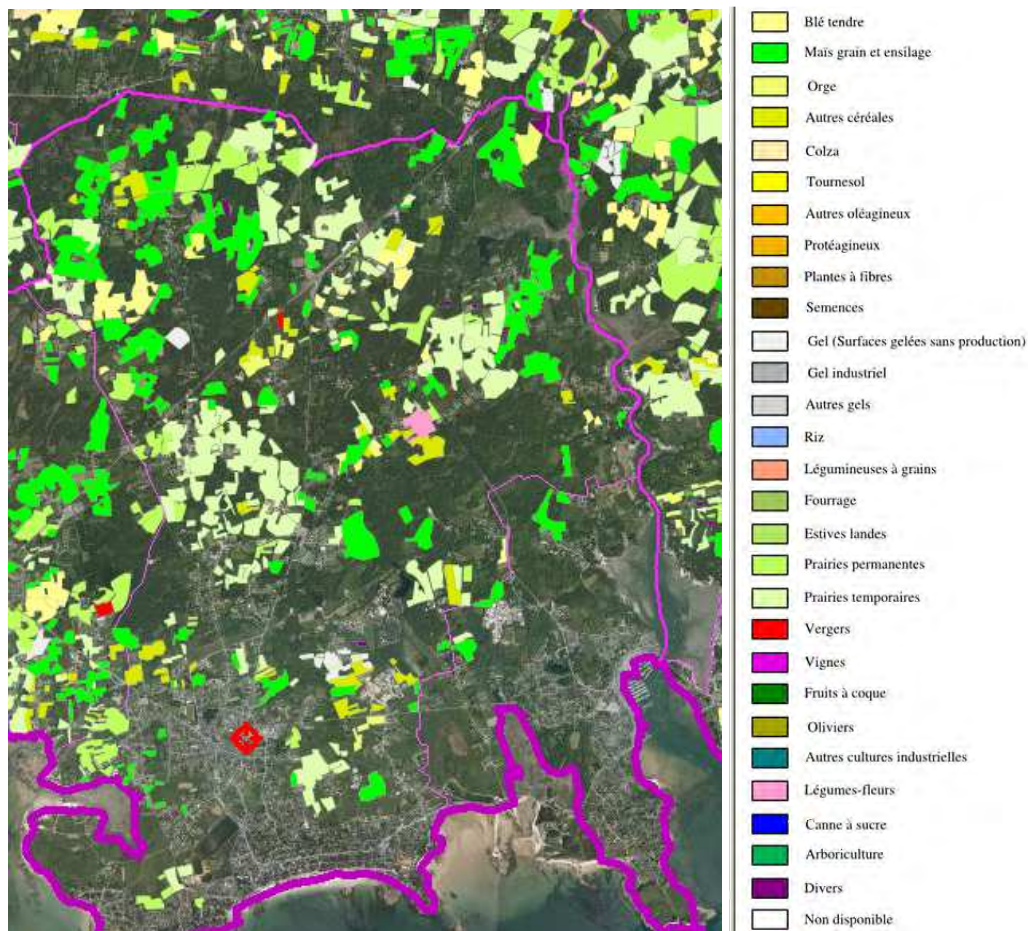 Blé tendre
Maïs grain et ensilage
Orge
Autres céréales
Colza
Tournesol
Autres oléagineux
Protéagineux
Plantes à fibres
Semences
Gel (Surfaces gelées sans production)
Gel industriel
Autres gels
Riz
Légumineuses à grains
Fourrage
Estives landes
Prairies permanentes
Prairies temporaires
Vergers
Vignes
Fruits à coque
Oliviers
Autres cultures industrielles
Légumes-fleurs
Canne à sucre
Arboriculture
Divers
Non disponible